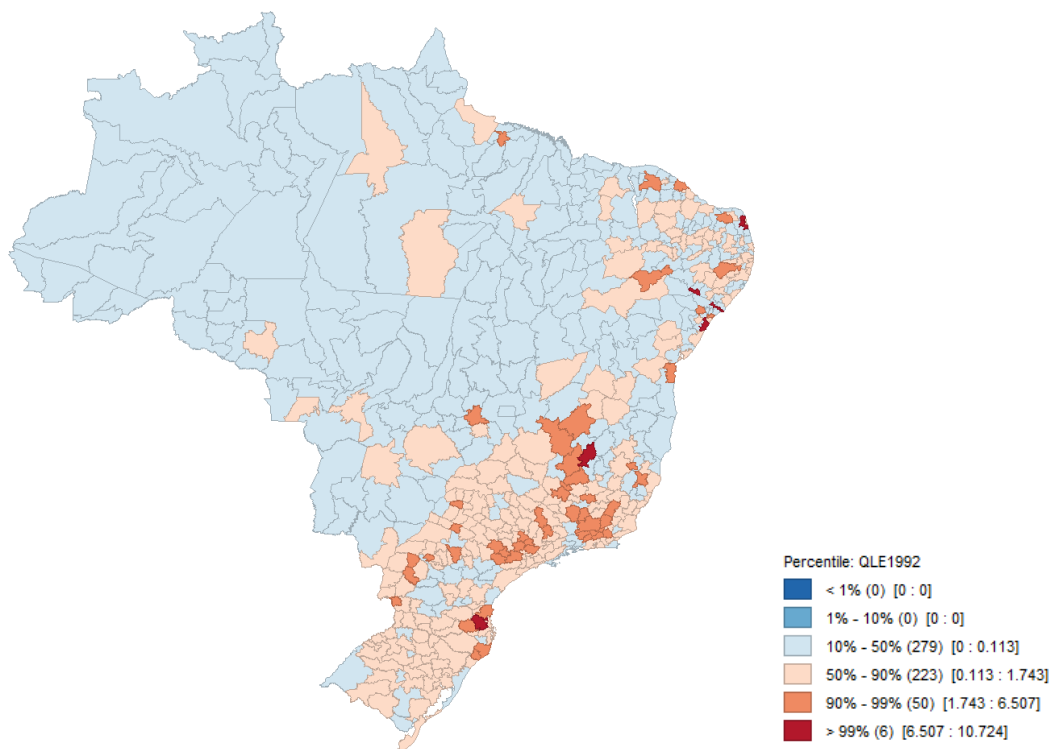 Percentile: QLE1992
< 1% (0) [0 : 0]
1% - 10% (0) [0 : 0]
10% - 50% (279) [0 : 0.113]
50% - 90% (223) [0.113 : 1.743]
90% - 99% (50) [1.743 : 6.507]
> 99% (6) [6.507 : 10.724]